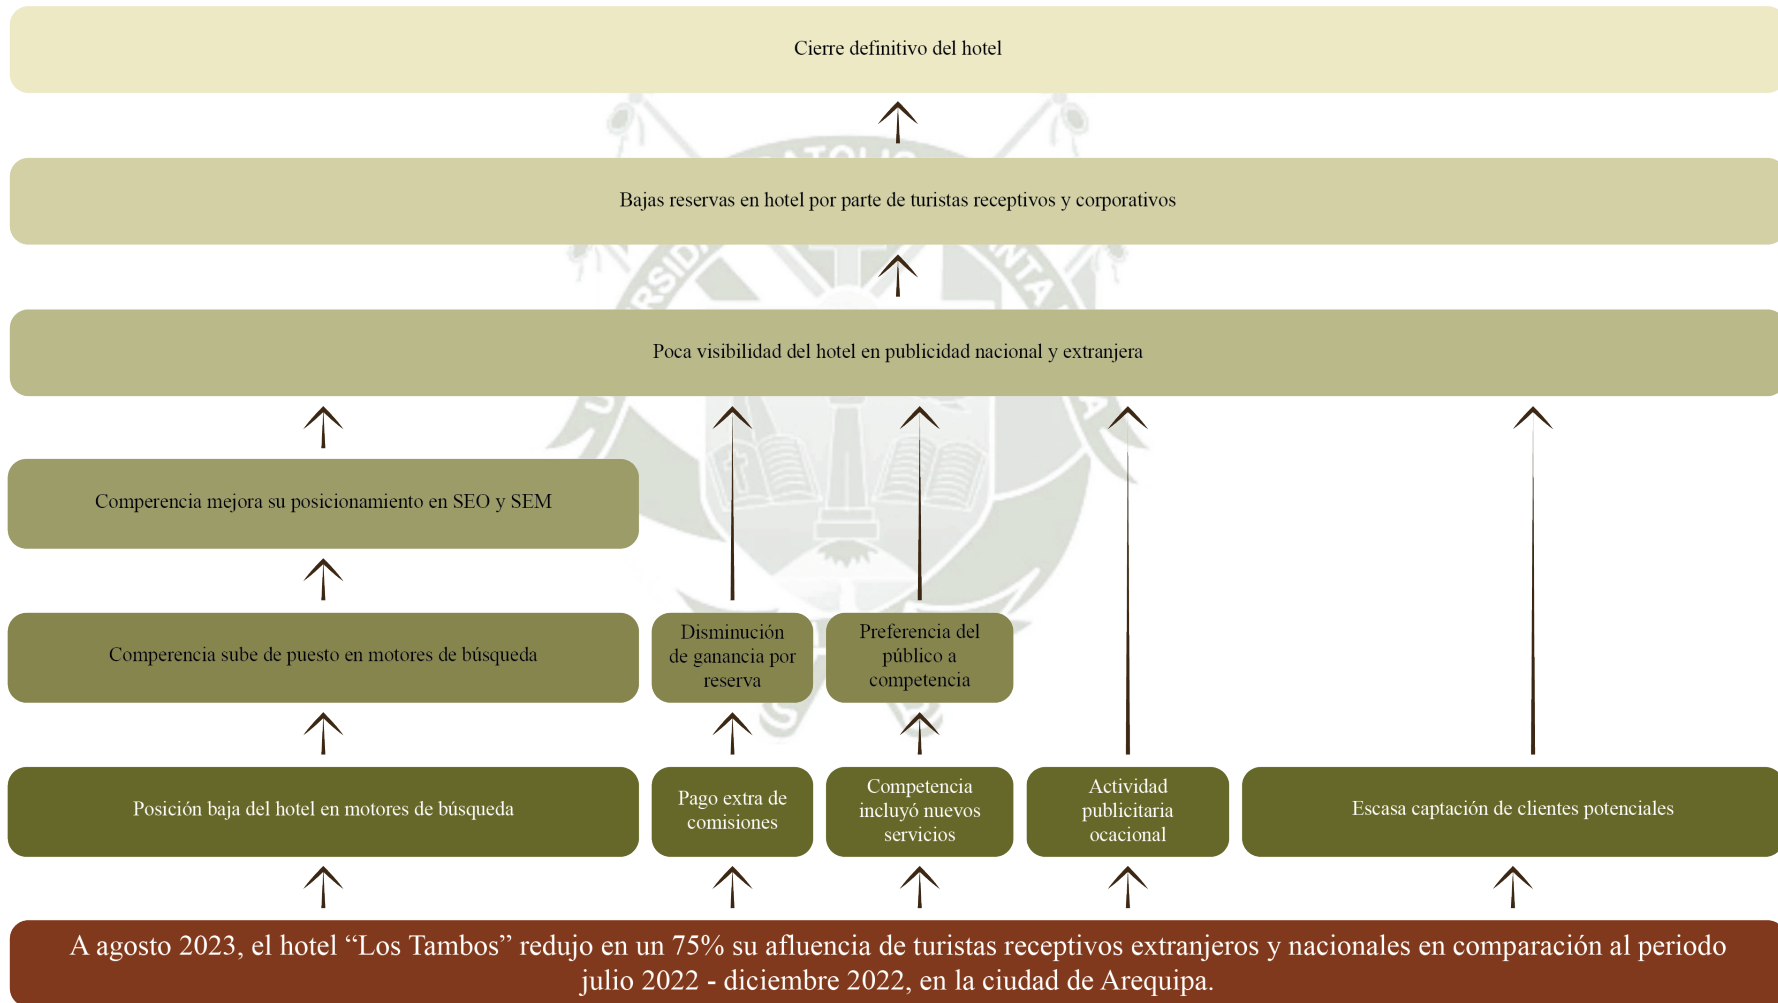 Cierre definitivo del hotel
Bajas reservas en hotel por parte de turistas receptivos y corporativos
Poca visibilidad del hotel en publicidad nacional y extranjera
Comperencia mejora su posicionamiento en SEO y SEM
Comperencia sube de puesto en motores de búsqueda
Disminución
de ganancia por
reserva
Preferencia del
público a
competencia
Posición baja del hotel en motores de búsqueda
Pago extra de
comisiones
Competencia
incluyó nuevos
servicios
Actividad
publicitaria
ocacional
Escasa captación de clientes potenciales
A agosto 2023, el hotel “Los Tambos” redujo en un 75% su afluencia de turistas receptivos extranjeros y nacionales en comparación al periodo
julio 2022 - diciembre 2022, en la ciudad de Arequipa.